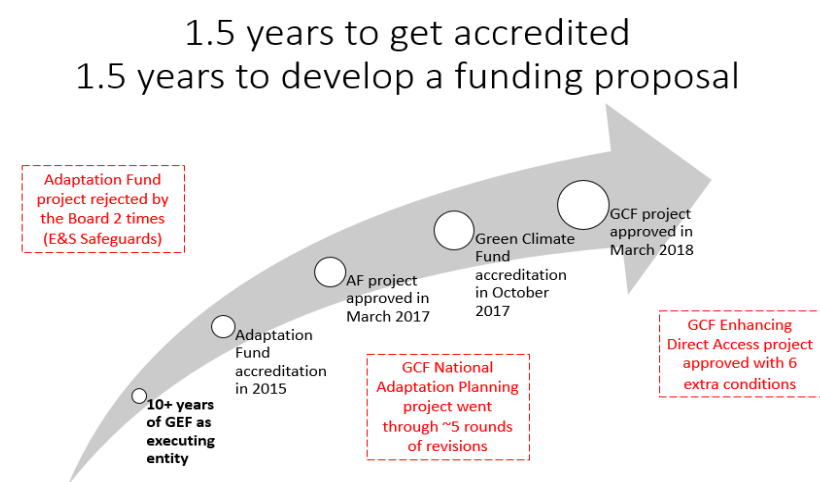 1.5 years to get accredited
1.5 years to develop a funding proposal
Adaptation Fund
project rejected by
the Board 2 times
(E&S Safeguards)
10+ years
of GEF as
executing
entity
Adaptation
Fund
accreditation
in 2015
AF project
approved in
March 2017
Green Climate
Fund
accreditation
in October
2017
GCF project
approved in
March 2018
GCF National
Adaptation Planning
project went
through ~5 rounds
of revisions
GCF Enhancing
Direct Access project
approved with 6
extra conditions